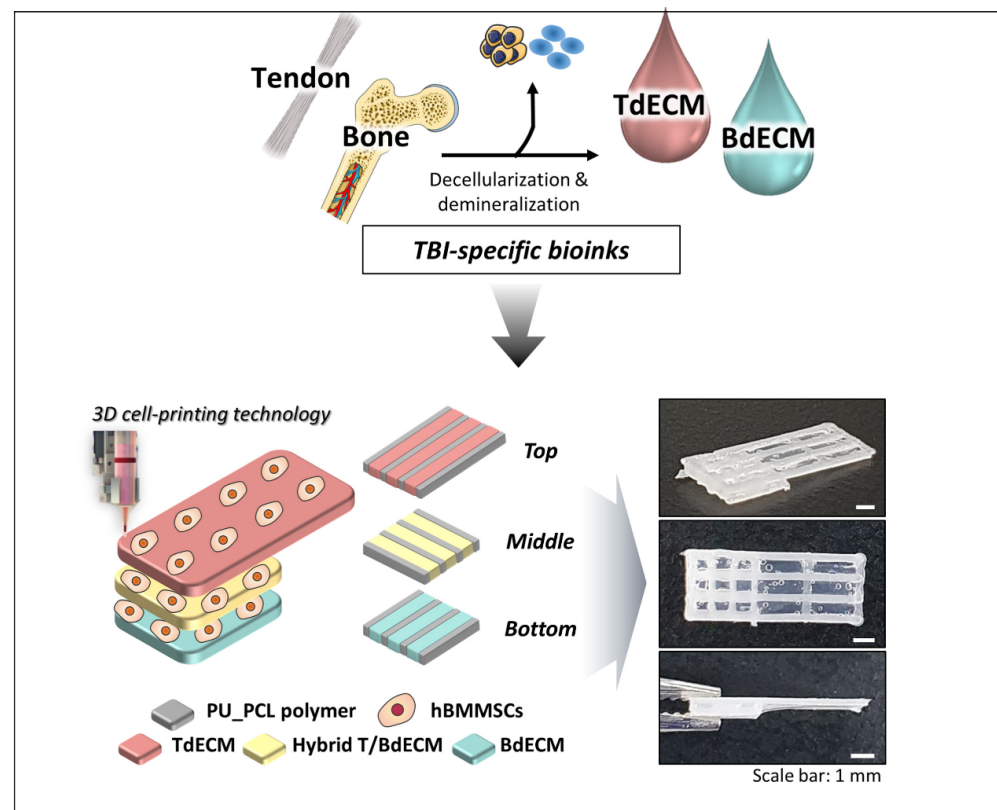 Tendon
Bone
TdECM
BdECM
Decellularization &
demineralization
TBI-specific bioinks
3D cell-printing technology
Top
Middle
Bottom
PU_PCL polymer
hBMMSCs
TdECM
Hybrid T/BdECM
BdECM
Scale bar: 1 mm